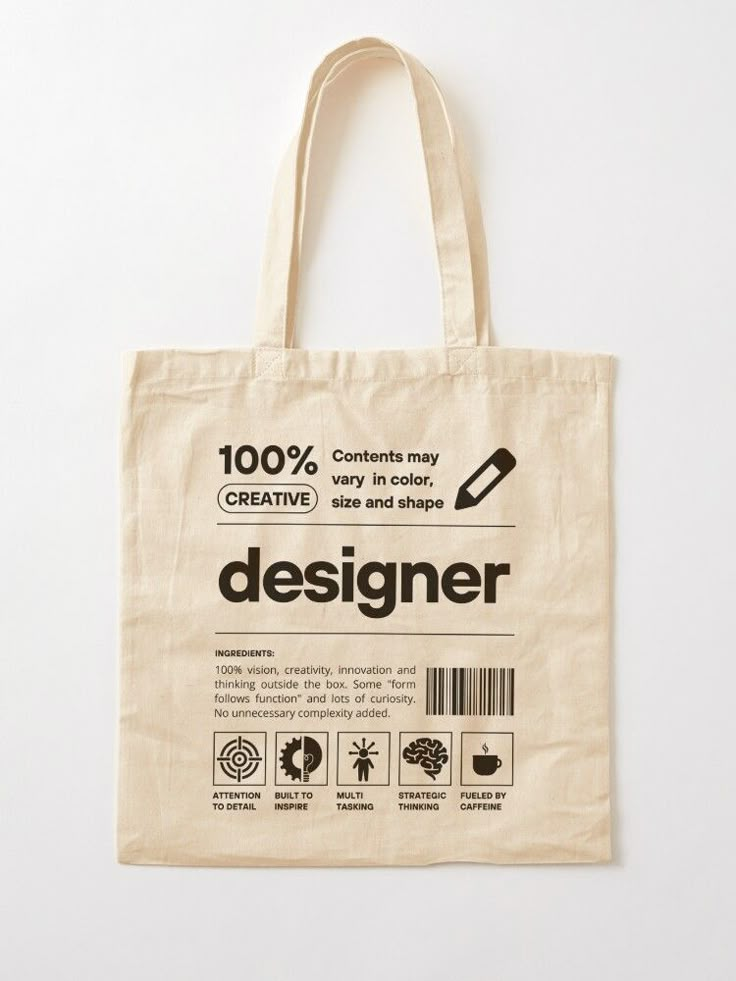 100%
CREATIVE
Contents may
vary in color,
size and shape
designer
INGREDIENTS:
100% vision, creativity, innovation and
thinking outside the box. Some "form
follows function" and lots of curiosity.
No unnecessary complexity added.
ATTENTION
TO DETAIL
BUILT TO
INSPIRE
MULTI
TASKING
STRATEGIC
THINKING
FUELED BY
CAFFEINE